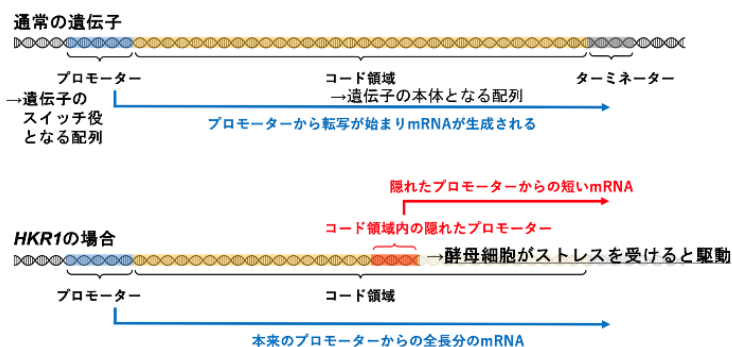 通常の遺伝子
プロモーター
コード領域
ターミネーター
→遺伝子の
スイッチ役
となる配列
→遺伝子の本体となる配列
プロモーターから転写が始まりmRNAが生成される
隠れたプロモーターからの短いmRNA
コード領域内の隠れたプロモーター
HKR1の場合
→酵母細胞がストレスを受けると駆動
プロモーター
コード領域
本来のプロモーターからの全長分のmRNA